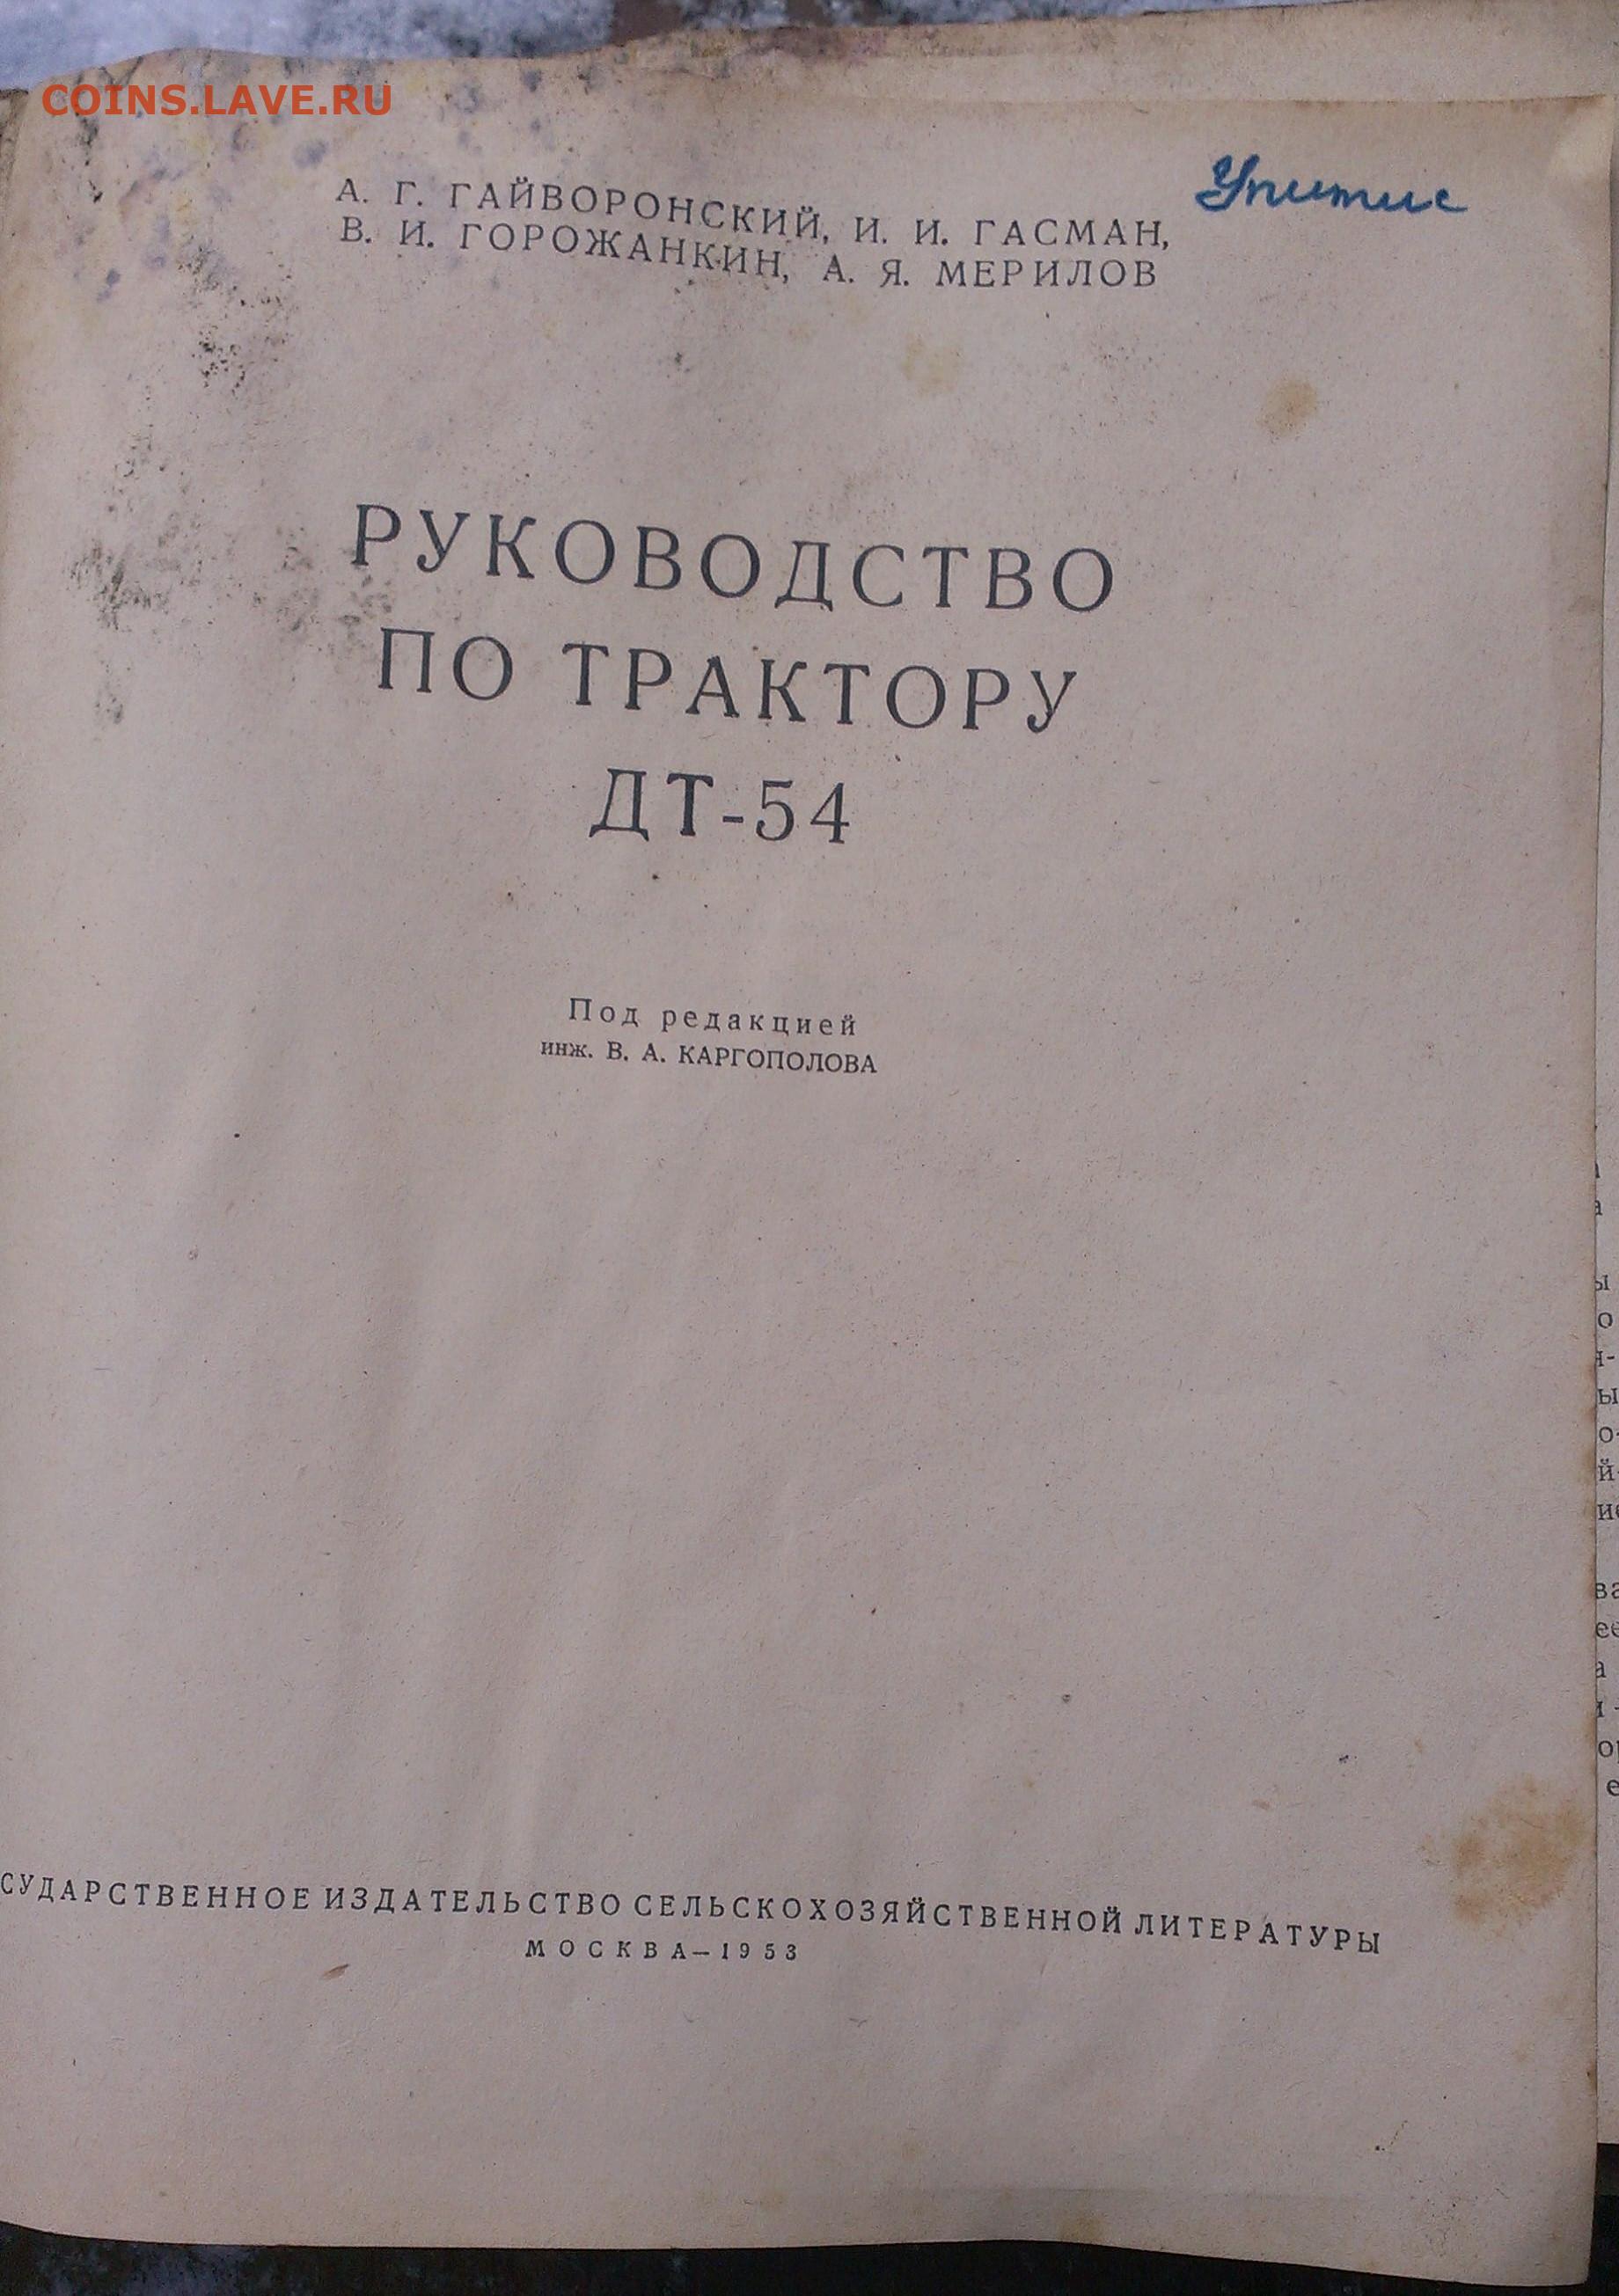 COINS.LAVE.RU
Упитис
А. Г. ГАЙВОРОНСКИЙ, И. И. ГАСМАН,
В. И. ГОРОЖАНКИН, А. Я. МЕРИЛОВ
РУКОВОДСТВО
ПО ТРАКТОРУ
ДТ-54
Под редакцией
инж. В. А. КАРГОПОЛОВА
СУДАРСТВЕННОЕ ИЗДАТЕЛЬСТВО СЕЛЬСКОХОЗЯЙСТВЕННОЙ ЛИТЕРАТУРЫ
МОСКВА—1953